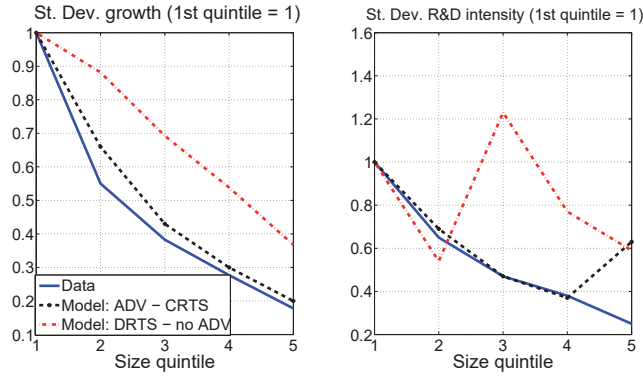 St. Dev. growth (1st quintile = 1)
1
0.9
0.8
0.7
0.6
0.5
0.4
0.3
0.2
0.1
1 2 3 4 5
Size quintile
Data
Model: ADV – CRTS
Model: DRTS – no ADV
St. Dev. R&D intensity (1st quintile = 1)
1.6
1.4
1.2
1
0.8
0.6
0.4
0.2
1 2 3 4 5
Size quintile